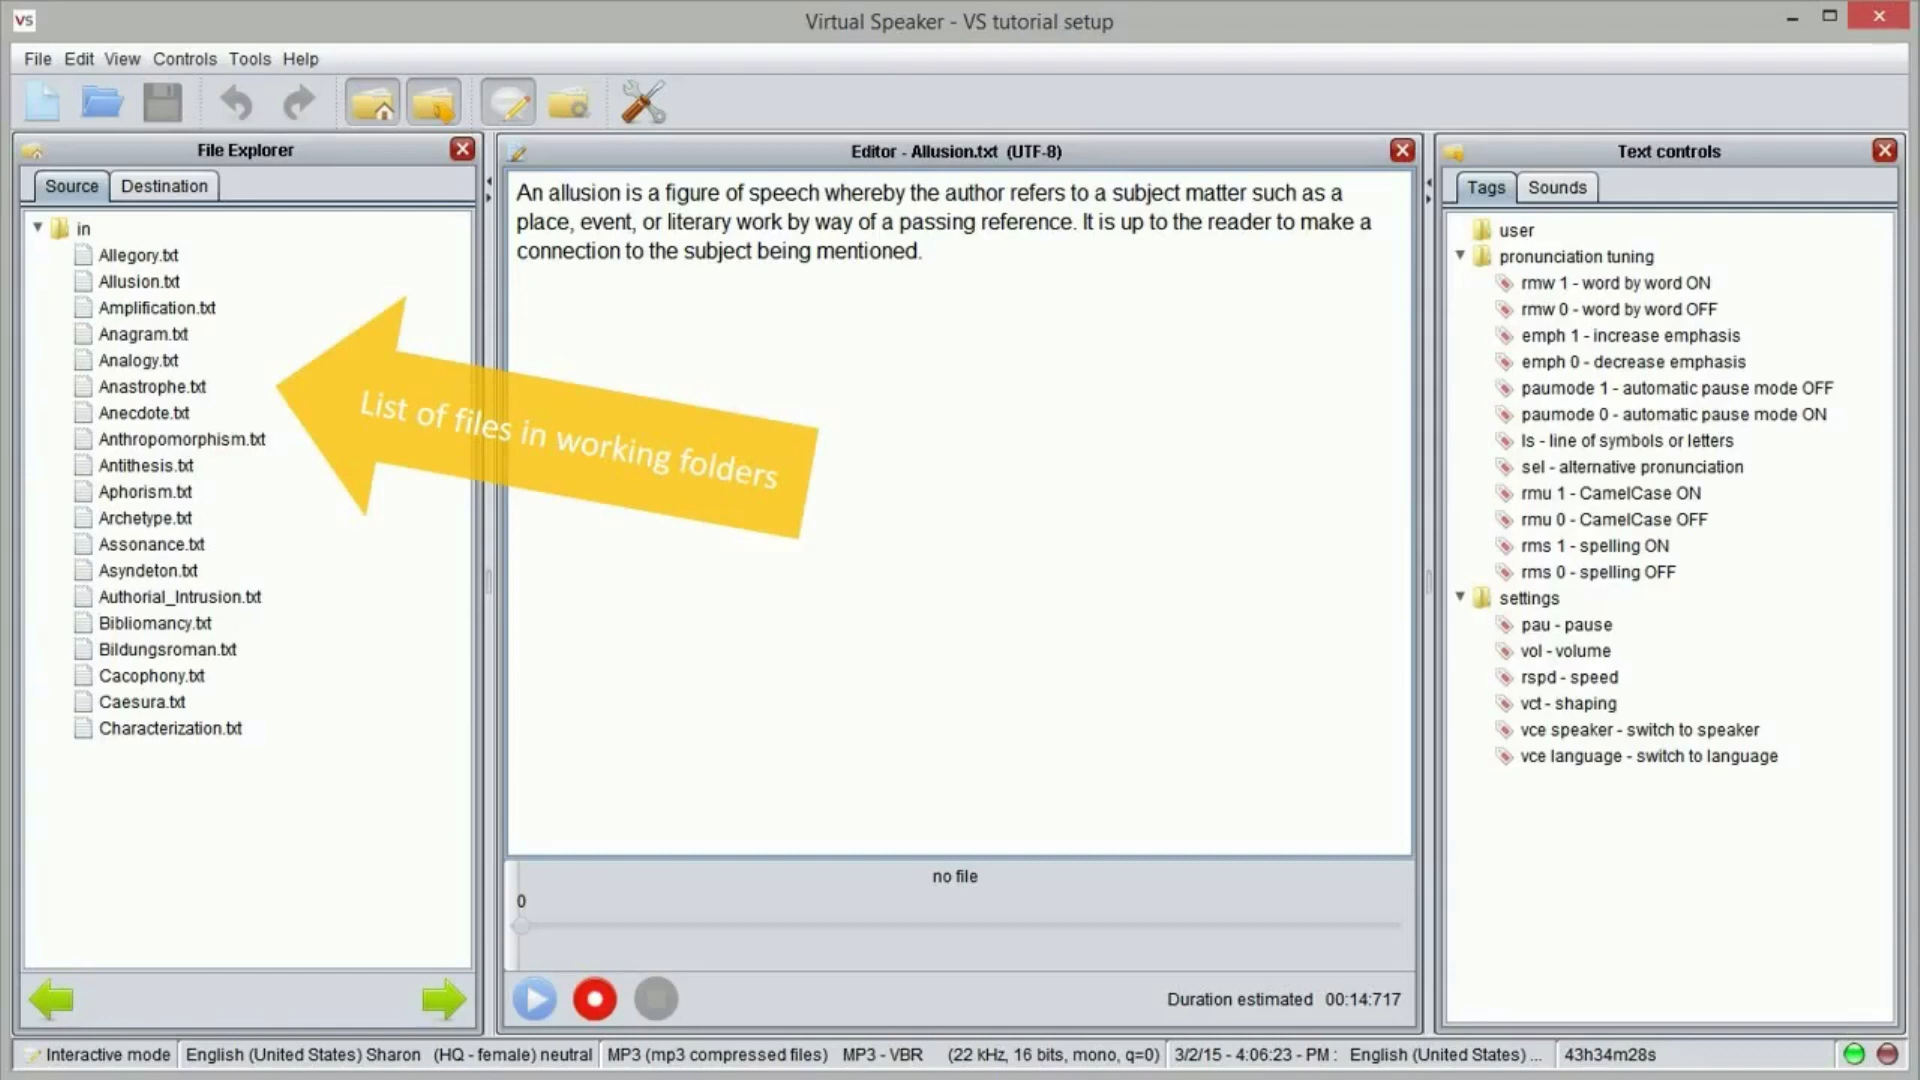 VS
Virtual Speaker - VS tutorial setup
File Edit View Controls Tools Help
File Explorer
Source Destination
in
Allegory.txt
Allusion.txt
Amplification.txt
Anagram.txt
Analogy.txt
Anastrophe.txt
Anecdote.txt
Anthropomorphism.txt
Antithesis.txt
Aphorism.txt
Archetype.txt
Assonance.txt
Asyndeton.txt
Authorial_Intrusion.txt
Bibliomancy.txt
Bildungsroman.txt
Cacophony.txt
Caesura.txt
Characterization.txt
List of files in working folders
Editor - Allusion.txt (UTF-8)
An allusion is a figure of speech whereby the author refers to a subject matter such as a
place, event, or literary work by way of a passing reference. It is up to the reader to make a
connection to the subject being mentioned.
no file
0
Duration estimated 00:14:717
Text controls
Tags Sounds
user
pronunciation tuning
rmw 1 - word by word ON
rmw 0 - word by word OFF
emph 1 - increase emphasis
emph 0 - decrease emphasis
paumode 1 - automatic pause mode OFF
paumode 0 - automatic pause mode ON
ls - line of symbols or letters
sel - alternative pronunciation
rmu 1 - CamelCase ON
rmu 0 - CamelCase OFF
rms 1 - spelling ON
rms 0 - spelling OFF
settings
pau - pause
vol - volume
rspd - speed
vct - shaping
vce speaker - switch to speaker
vce language - switch to language
Interactive mode English (United States) Sharon (HQ - female) neutral MP3 (mp3 compressed files) MP3 - VBR (22 kHz, 16 bits, mono, q=0) 3/2/15 - 4:06:23 - PM : English (United States) ... 43h34m28s